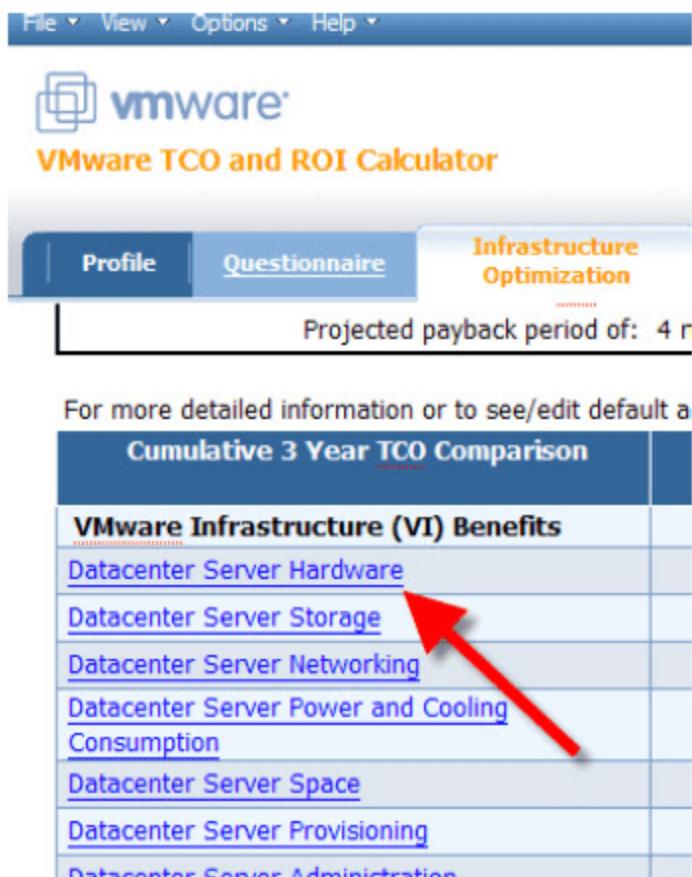 File View Options Help
vmware
VMware TCO and ROI Calculator
Profile Questionnaire Infrastructure
Optimization
Projected payback period of: 4
For more detailed information or to see/edit default
Cumulative 3 Year TCO Comparison
VMware Infrastructure (VI) Benefits
Datacenter Server Hardware
Datacenter Server Storage
Datacenter Server Networking
Datacenter Server Power and Cooling
Consumption
Datacenter Server Space
Datacenter Server Provisioning
Datacenter Server Administration